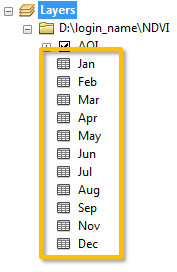 Layers
D:\login_name\NDVI
AOI
Jan
Feb
Mar
Apr
May
Jun
Jul
Aug
Sep
Nov
Dec